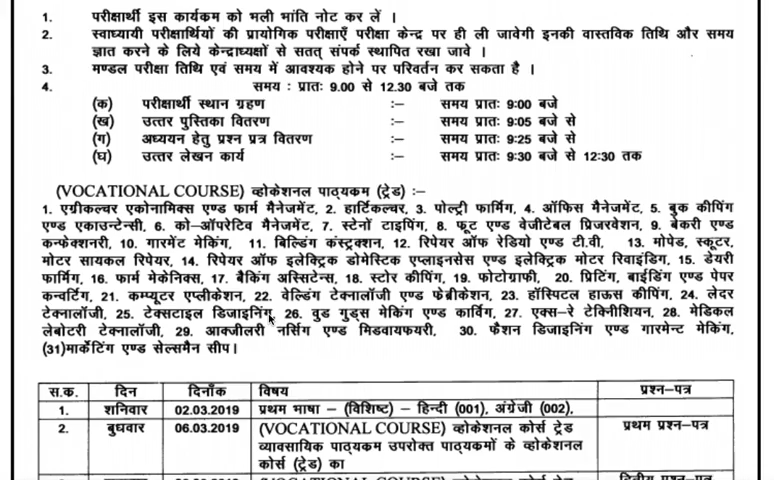 1. परीक्षार्थी इस कार्यकम को भली भांति नोट कर लें ।
2. स्वाध्यायी परीक्षार्थियों की प्रायोगिक परीक्षाएँ परीक्षा केन्द्र पर ही ली जावेगी इनकी वास्तविक तिथि और समय
ज्ञात करने के लिये केन्द्राध्यक्षों से सतत् संपर्क स्थापित रखा जावे ।
3. मण्डल परीक्षा तिथि एवं समय में आवश्यक होने पर परिवर्तन कर सकता है ।
4. समय : प्रातः 9.00 से 12.30 बजे तक
(क) परीक्षार्थी स्थान ग्रहण :– समय प्रातः 9:00 बजे
(ख) उत्तर पुस्तिका वितरण :– समय प्रातः 9:05 बजे से
(ग) अध्ययन हेतु प्रश्न प्रत्र वितरण :– समय प्रातः 9:25 बजे से
(घ) उत्तर लेखन कार्य :– समय प्रातः 9:30 बजे से 12:30 तक
(VOCATIONAL COURSE) व्होकेशनल पाठ्यकम (ट्रेड) :–
1. एग्रीकल्चर एकोनामिक्स एण्ड फार्म मैनेजमेंट, 2. हार्टिकल्चर, 3. पोल्ट्री फार्मिग, 4. ऑफिस मैनेजमेंट, 5. बुक कीपिंग
एण्ड एकाउन्टेन्सी, 6. को–ऑपरेटिव मैनेजमेंट, 7. स्टेनों टाइपिंग, 8. फूट एण्ड वेजीटेबल प्रिजरवेशन, 9. बेकरी एण्ड
कन्फेक्शनरी, 10. गारमेंट मेकिंग, 11. बिल्डिंग कंस्ट्रक्शन, 12. रिपेयर ऑफ रेडियो एण्ड टी.वी. 13. मोपेड, स्कूटर,
मोटर सायकल रिपेयर, 14. रिपेयर ऑफ इलेक्ट्रिक डोमेस्टिक एप्लाइनसेस एण्ड इलेक्ट्रिक मोटर रिवाइंडिंग, 15. डेयरी
फार्मिंग, 16. फार्म मेकेनिक्स, 17. बैकिंग असिस्टेन्स, 18. स्टोर कीपिंग, 19. फोटोग्राफी, 20. प्रिटिंग, बाईडिंग एण्ड पेपर
कन्वर्टिग, 21. कम्प्यूटर एप्लीकेशन, 22. वेल्डिंग टेक्नालॉजी एण्ड फेब्रीकेशन, 23. हॉस्पिटल हाऊस कीपिंग, 24. लेदर
टेक्नालॉजी, 25. टेक्सटाइल डिजाइनिंग, 26. वुड गुड्स मेकिंग एण्ड कार्विग, 27. एक्स–रे टेक्नीशियन, 28. मेडिकल
लेबोटरी टेक्नालॉजी, 29. आक्जीलरी नर्सिग एण्ड मिडवायफयरी, 30. फैशन डिजाइनिंग एण्ड गारमेन्ट मेकिंग,
(31)मार्केटिंग एण्ड सेल्समैन सीप।
स.क. दिन दिनाँक विषय प्रश्न–पत्र
1. शनिवार 02.03.2019 प्रथम भाषा – (विशिष्ट) – हिन्दी (001), अंग्रेजी (002),
2. बुधवार 06.03.2019 (VOCATIONAL COURSE) व्होकेशनल कोर्स ट्रेड प्रथम प्रश्न–पत्र
व्यावसायिक पाठ्यकम उपरोक्त पाठ्यकमों के व्होकेशनल
कोर्स (ट्रेड) का